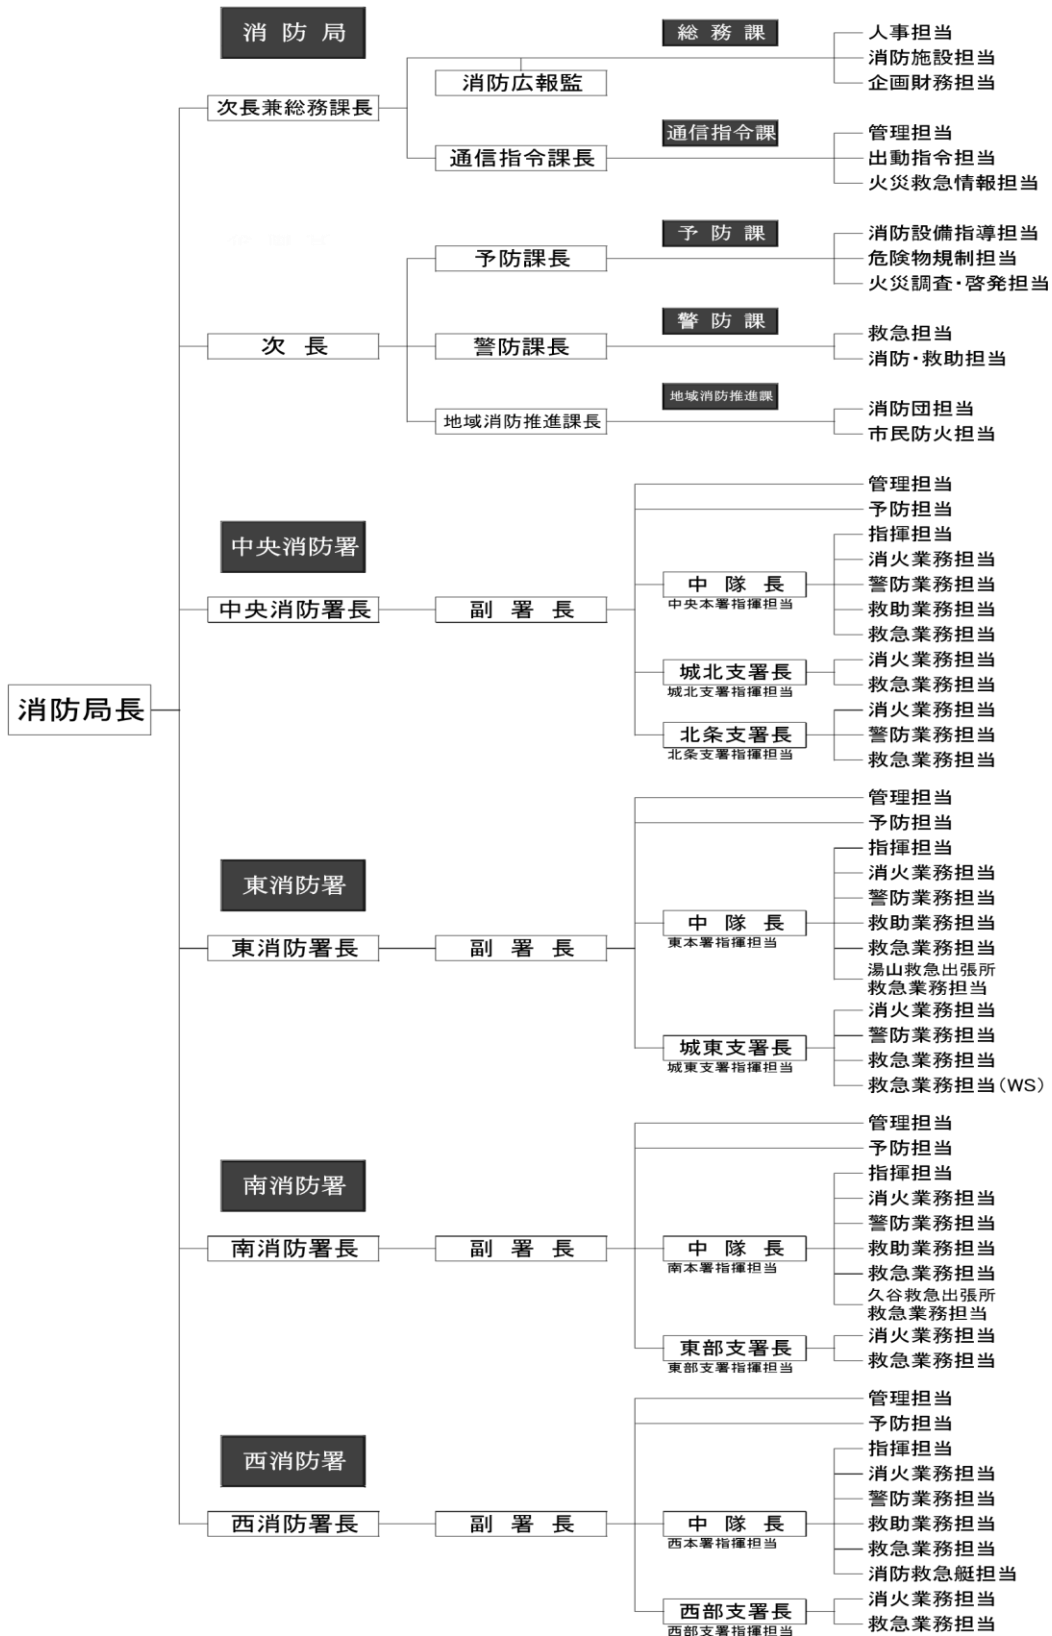 消防局
総務課
人事担当
消防施設担当
企画財務担当
消防広報監
次長兼総務課長
通信指令課
管理担当
通信指令課長
出動指令担当
火災救急情報担当
予防課
消防設備指導担当
予防課長
危険物規制担当
火災調査・啓発担当
警防課
救急担当
次長
警防課長
消防・救助担当
地域消防推進課
消防団担当
地域消防推進課長
市民防火担当
管理担当
予防担当
中央消防署
指揮担当
消火業務担当
中央消防署長
副署長
中隊長
中央本署指揮担当
警防業務担当
救助業務担当
救急業務担当
城北支署長
城北支署指揮担当
消火業務担当
救急業務担当
消防局長
北条支署長
北条支署指揮担当
消火業務担当
警防業務担当
救急業務担当
管理担当
予防担当
東消防署
指揮担当
消火業務担当
警防業務担当
東消防署長
副署長
中隊長
東本署指揮担当
救助業務担当
救急業務担当
湯山救急出張所
救急業務担当
城東支署長
城東支署指揮担当
消火業務担当
警防業務担当
救急業務担当
救急業務担当(WS)
管理担当
予防担当
南消防署
指揮担当
消火業務担当
警防業務担当
南消防署長
副署長
中隊長
南本署指揮担当
救助業務担当
救急業務担当
久谷救急出張所
救急業務担当
東部支署長
東部支署指揮担当
消火業務担当
救急業務担当
管理担当
予防担当
西消防署
指揮担当
消火業務担当
警防業務担当
西消防署長
副署長
中隊長
西本署指揮担当
救助業務担当
救急業務担当
消防救急艇担当
西部支署長
西部支署指揮担当
消火業務担当
救急業務担当